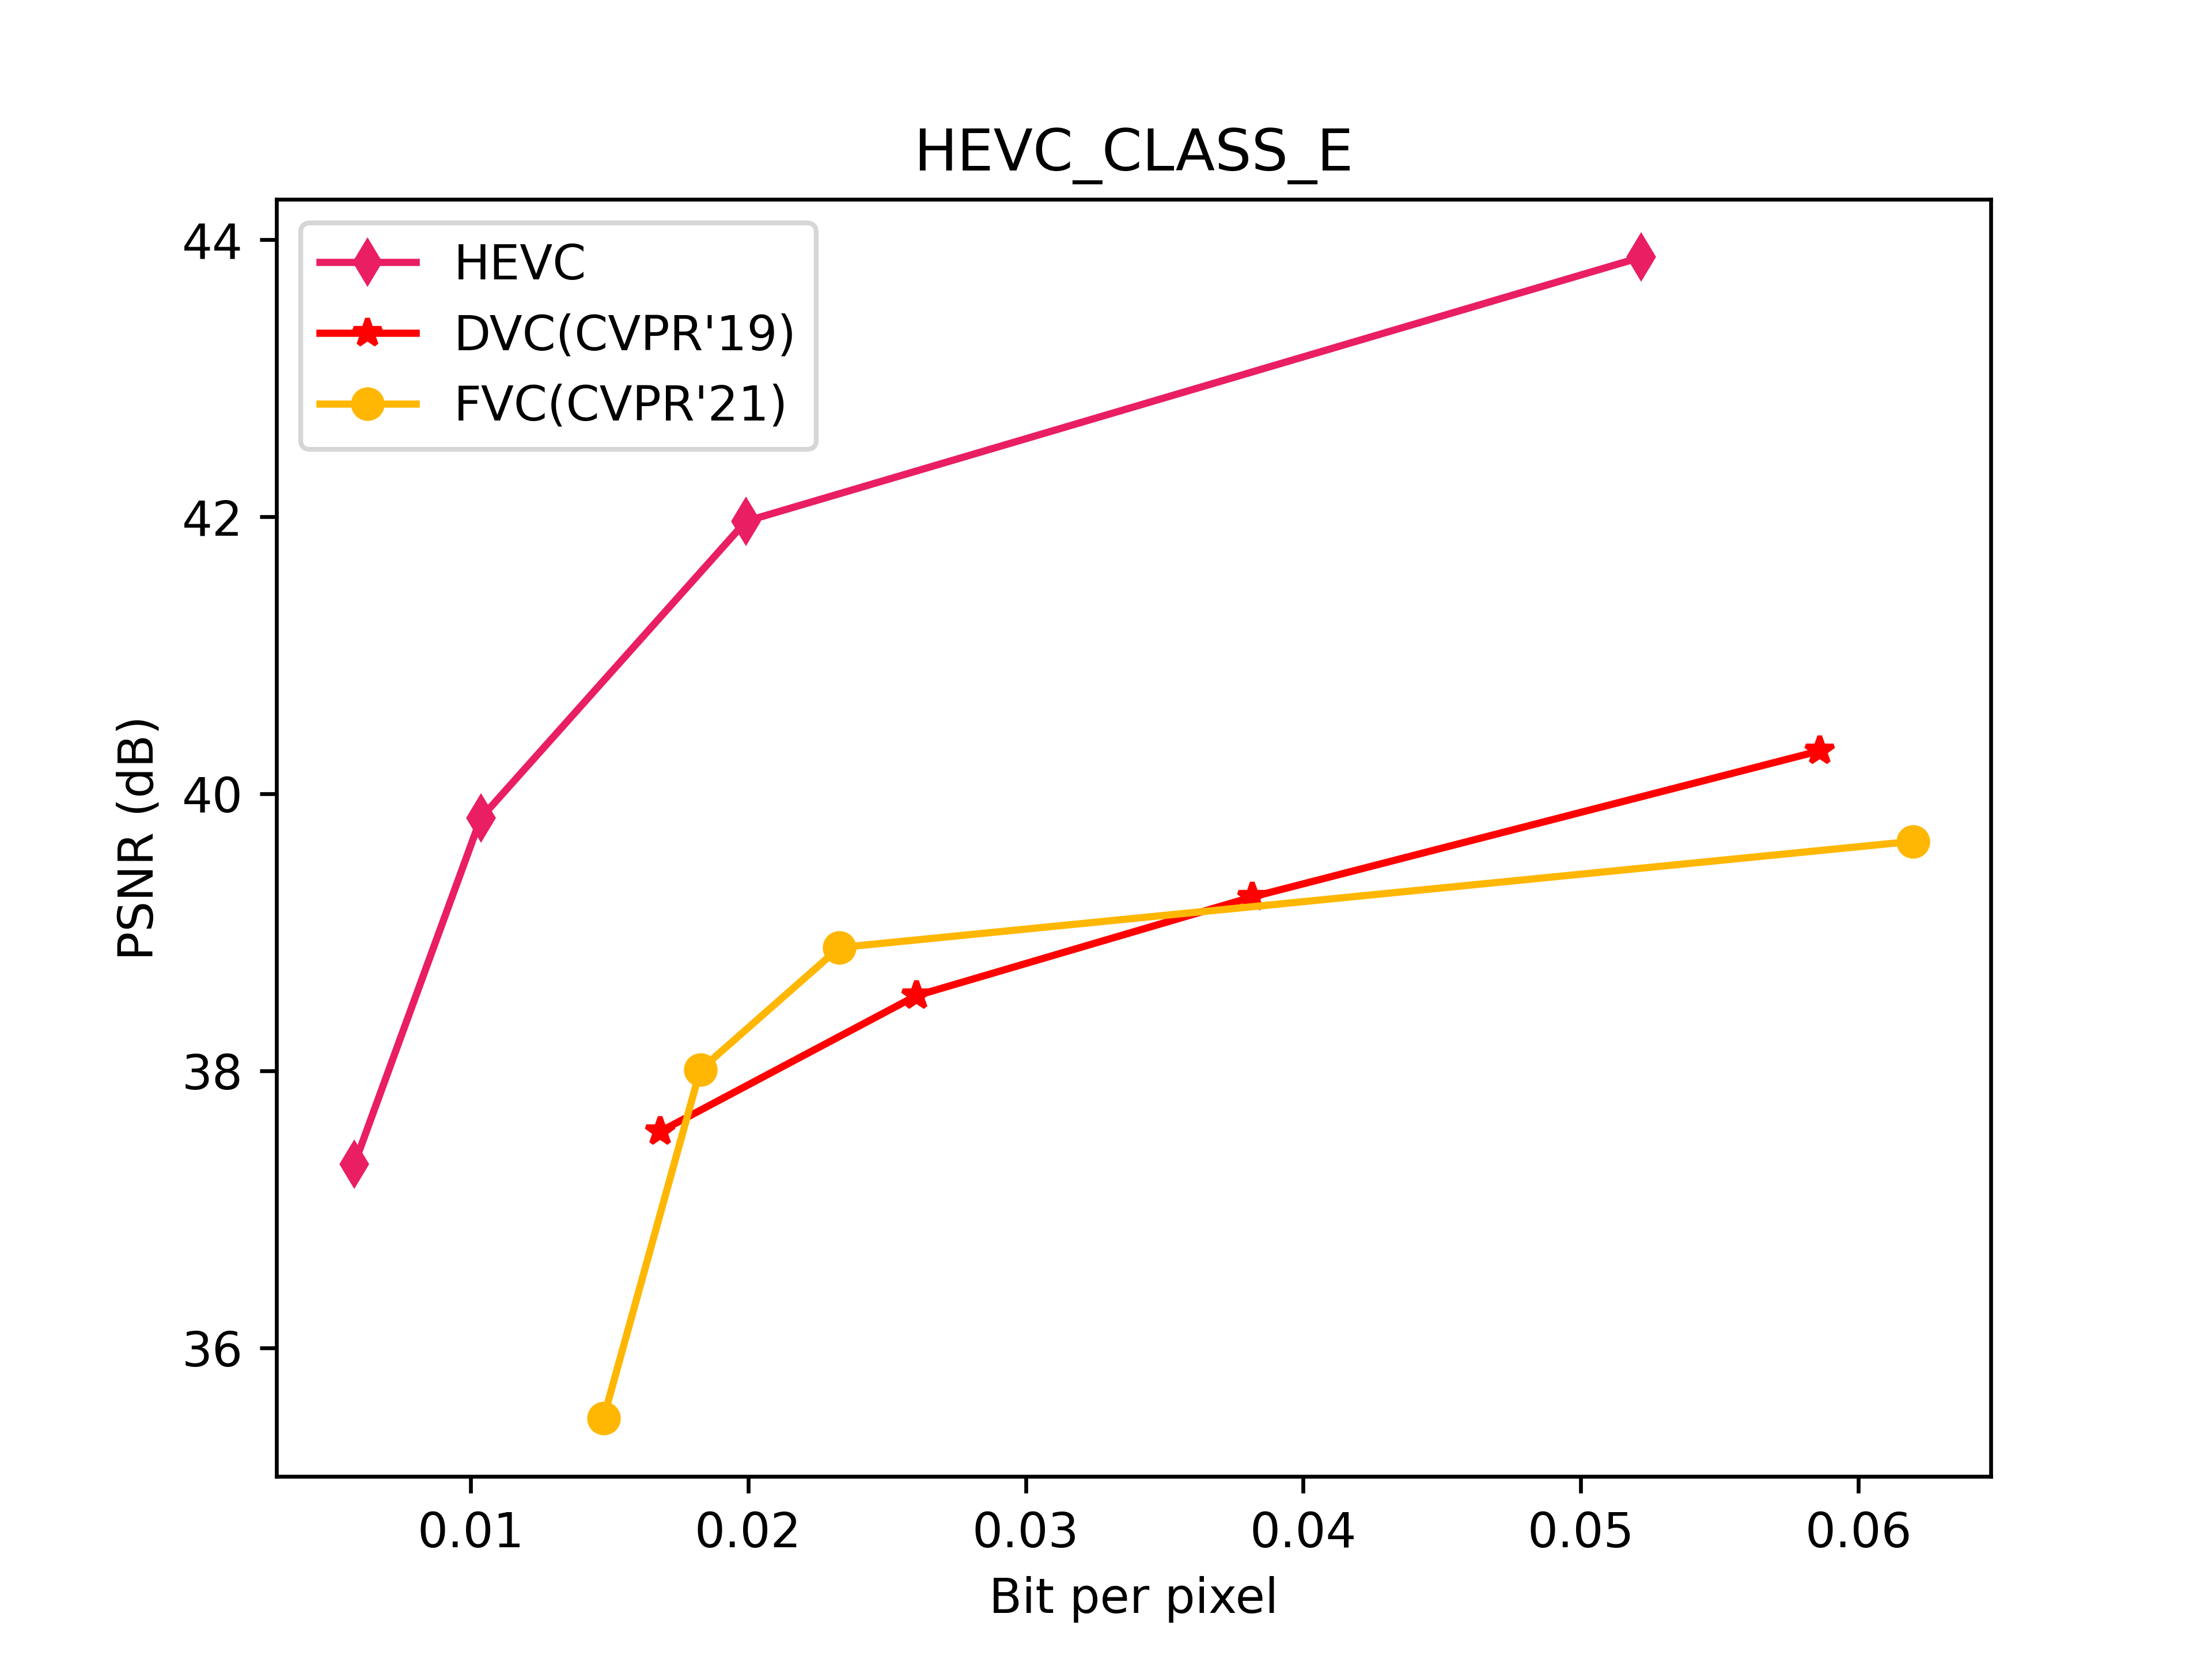 HEVC_CLASS_E
HEVC
DVC(CVPR'19)
FVC(CVPR'21)
44
42
40
38
36
PSNR (dB)
0.01 0.02 0.03 0.04 0.05 0.06
Bit per pixel